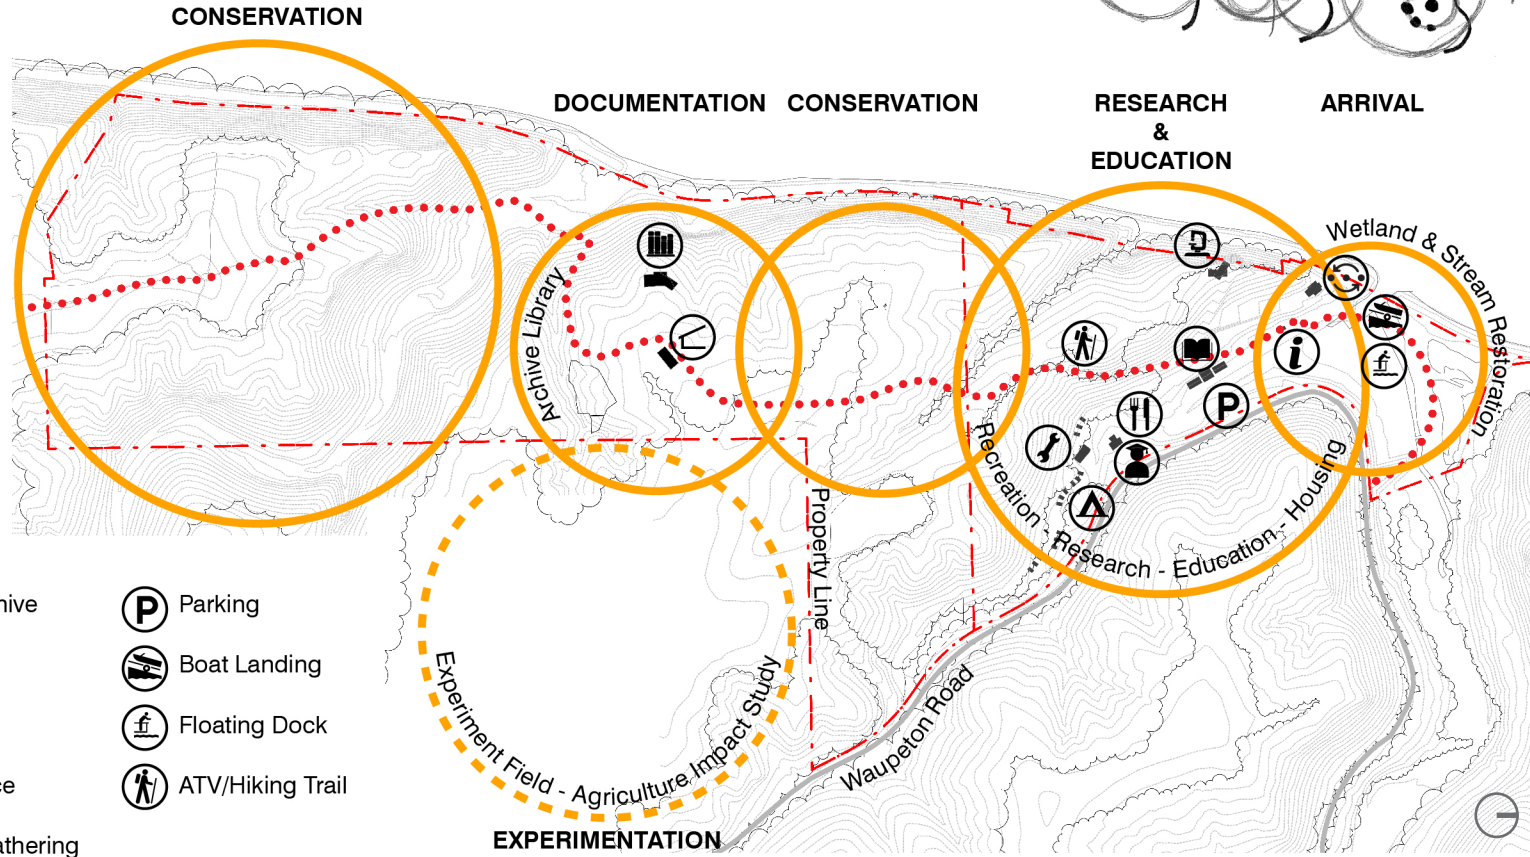 CONSERVATION
DOCUMENTATION
CONSERVATION
RESEARCH
&
EDUCATION
ARRIVAL
Wetland & Stream Restoration
Archive Library
P
i
Recreation - Research - Education - Housing
Property Line
Waupeton Road
Experiment Field - Agriculture Impact Study
EXPERIMENTATION
hive
P Parking
Boat Landing
Floating Dock
ATV/Hiking Trail
ce
athering